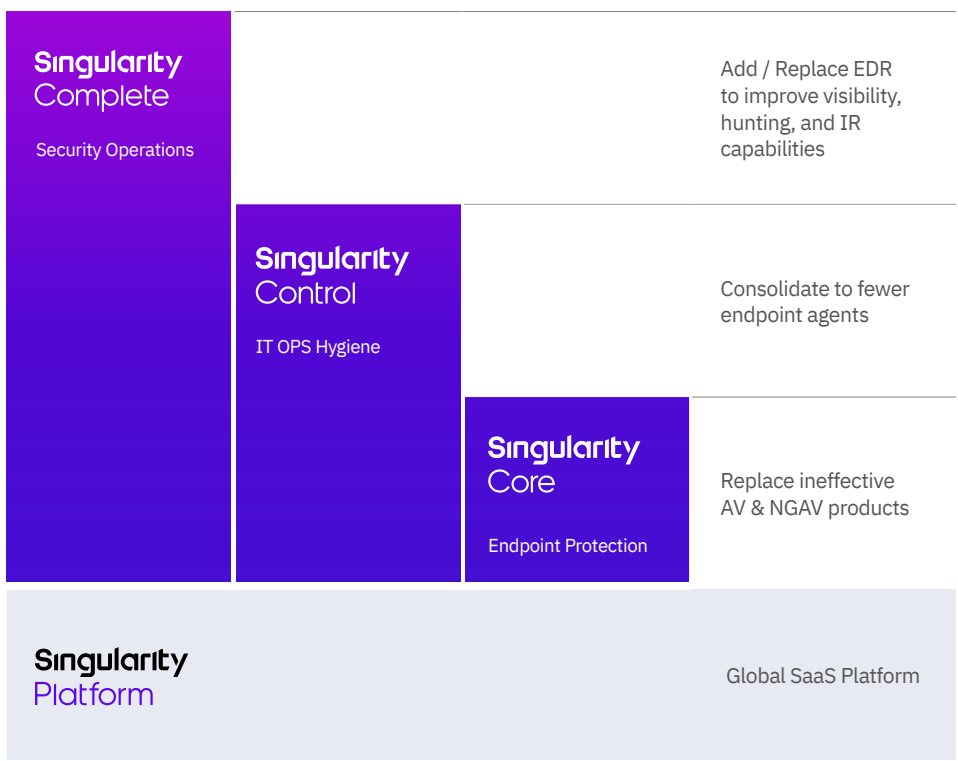 Singularity
Complete
Security Operations
Add / Replace EDR
to improve visibility,
hunting, and IR
capabilities
Singularity
Control
IT OPS Hygiene
Consolidate to fewer
endpoint agents
Singularity
Core
Endpoint Protection
Replace ineffective
AV & NGAV products
Singularity
Platform
Global SaaS Platform